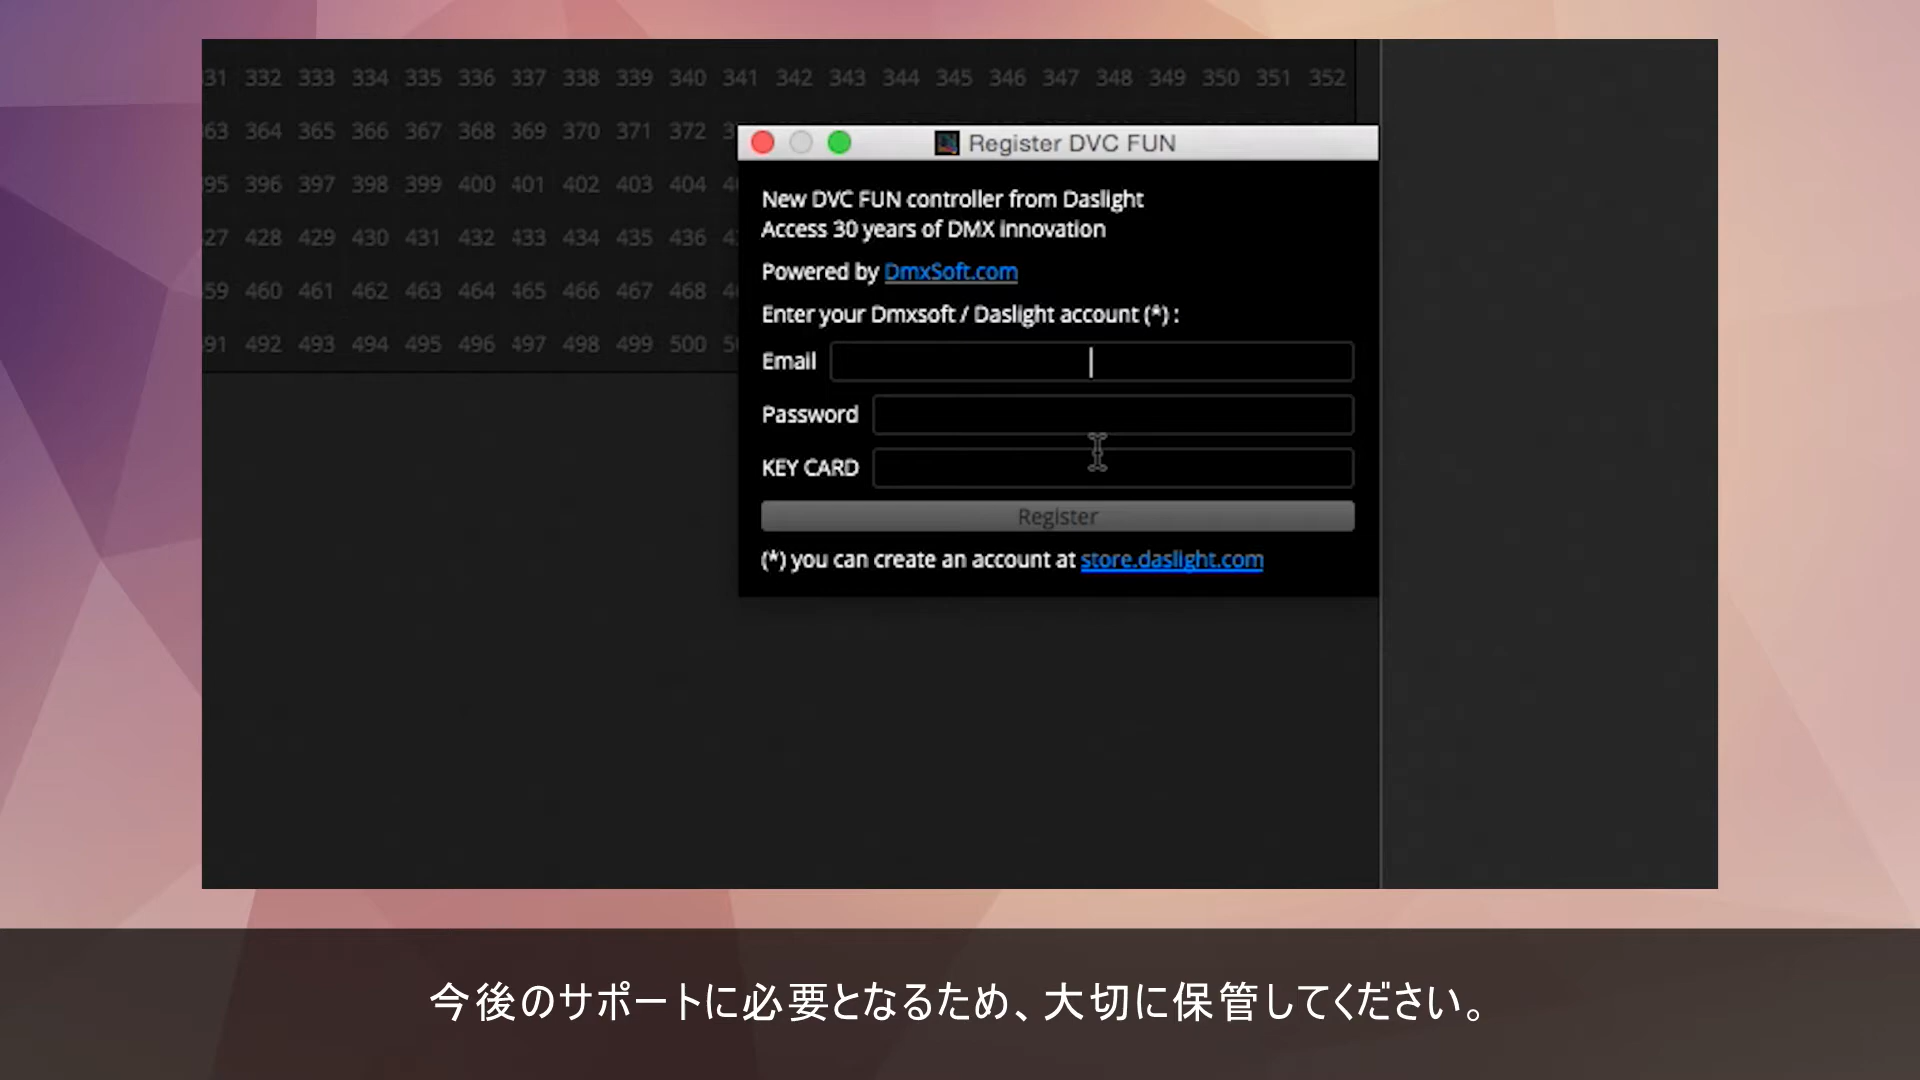 31 332 333 334 335 336 337 338 339 340 341 342 343 344 345 346 347 348 349 350 351 352
63 364 365 366 367 368 369 370 371 372
95 396 397 398 399 400 401 402 403 404
27 428 429 430 431 432 433 434 435 436
59 460 461 462 463 464 465 466 467 468
91 492 493 494 495 496 497 498 499 500
Register DVC FUN
New DVC FUN controller from Daslight
Access 30 years of DMX innovation
Powered by DmxSoft.com
Enter your Dmxsoft / Daslight account (*) :
Email
Password
KEY CARD
Register
(*) you can create an account at store.daslight.com
今後のサポートに必要となるため、大切に保管してください。